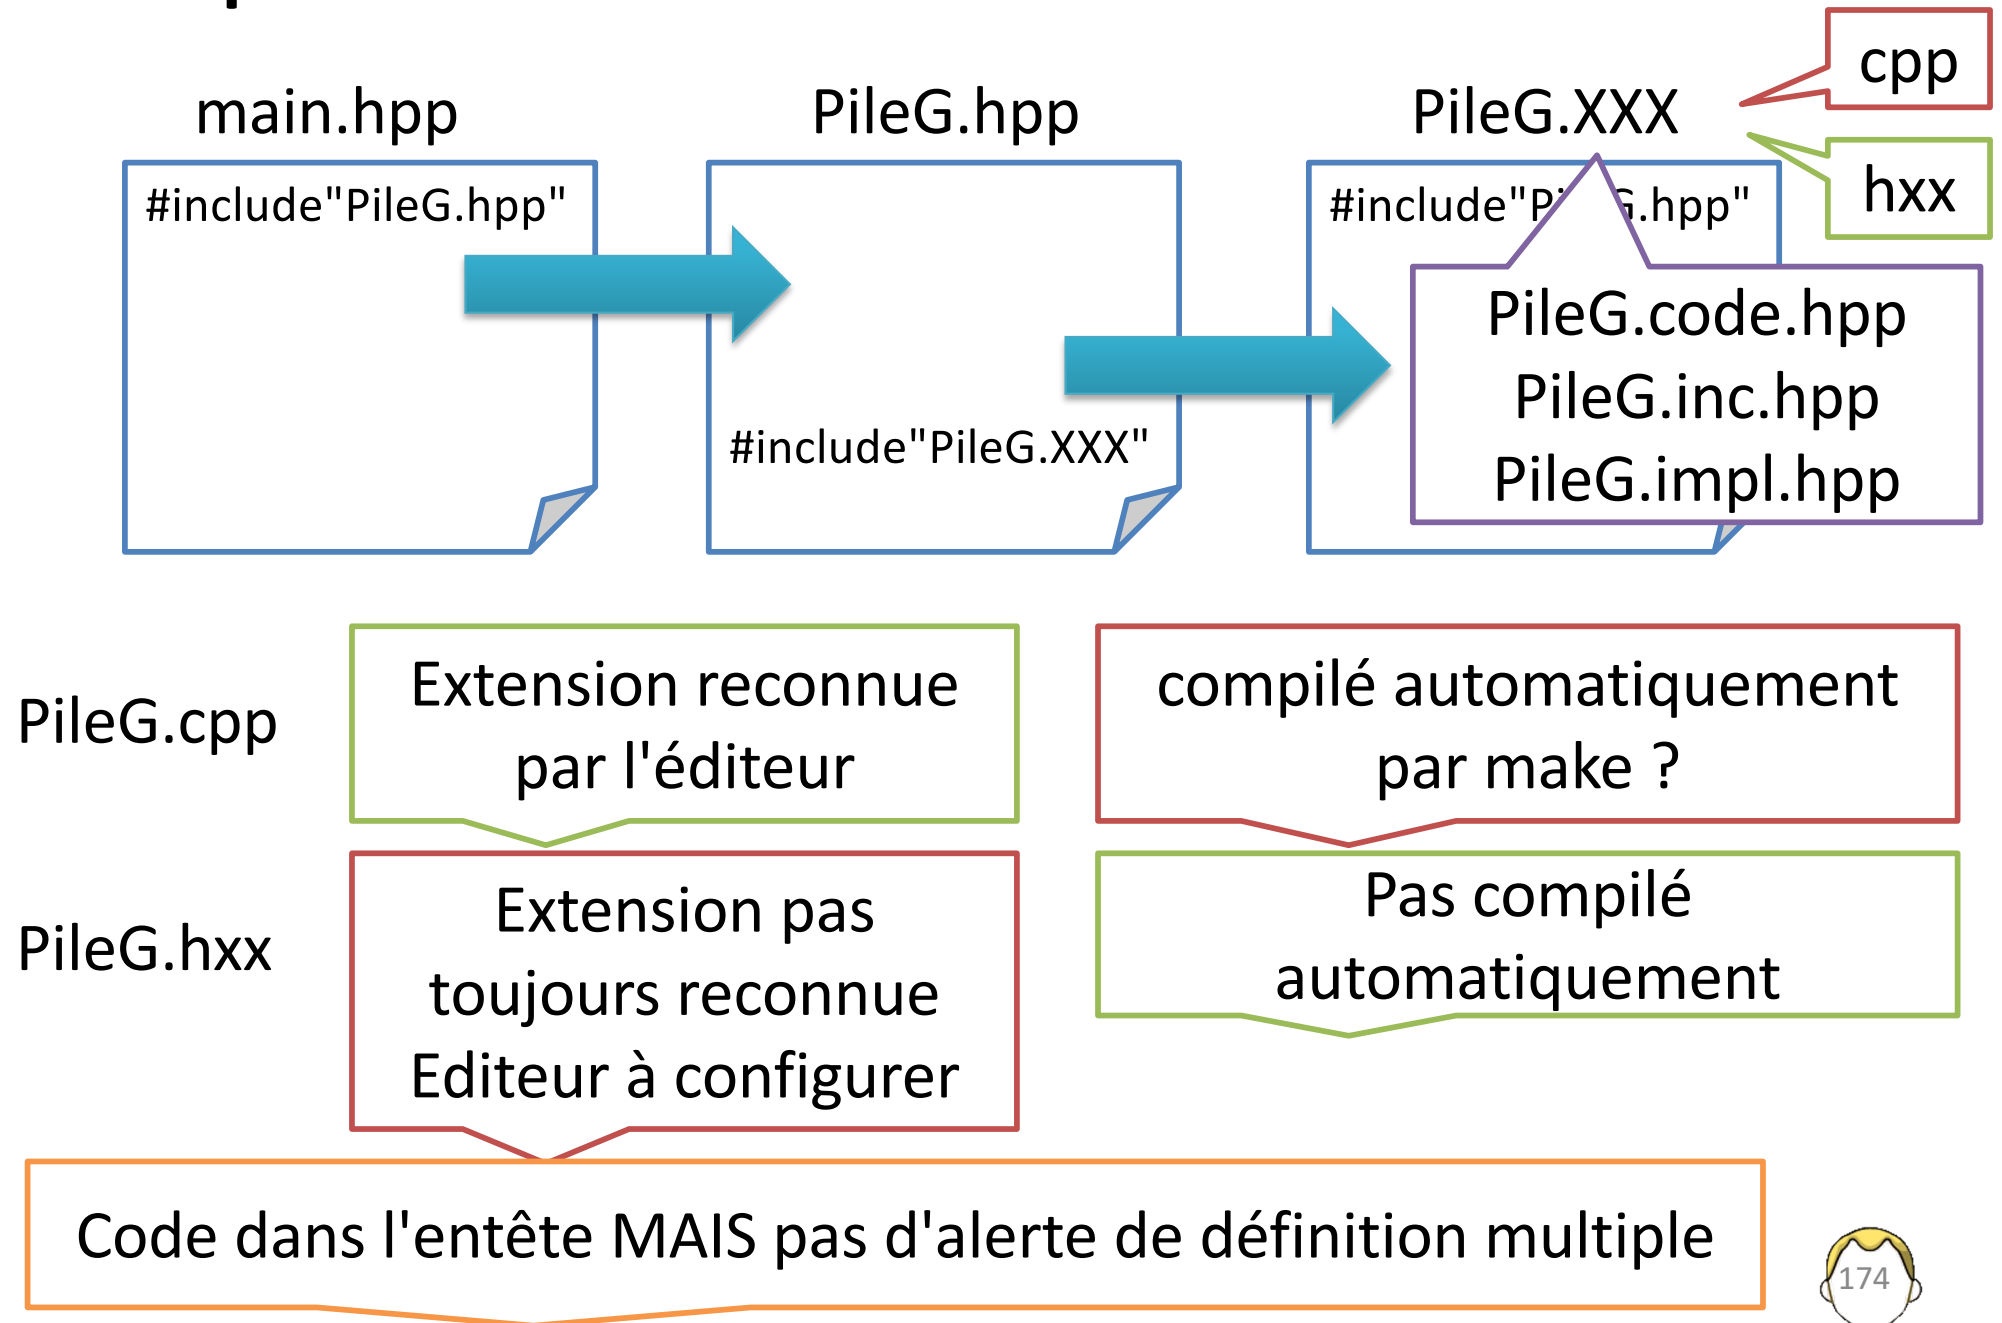 main.hpp
PileG.hpp
PileG.XXX
cpp
hxx
#include"PileG.hpp"
#include"PileG.XXX"
#include"Pi G.hpp"
PileG.code.hpp
PileG.inc.hpp
PileG.impl.hpp
PileG.cpp
Extension reconnue
par l'éditeur
compilé automatiquement
par make ?
PileG.hxx
Extension pas
toujours reconnue
Editeur à configurer
Pas compilé
automatiquement
Code dans l'entête MAIS pas d'alerte de définition multiple
174